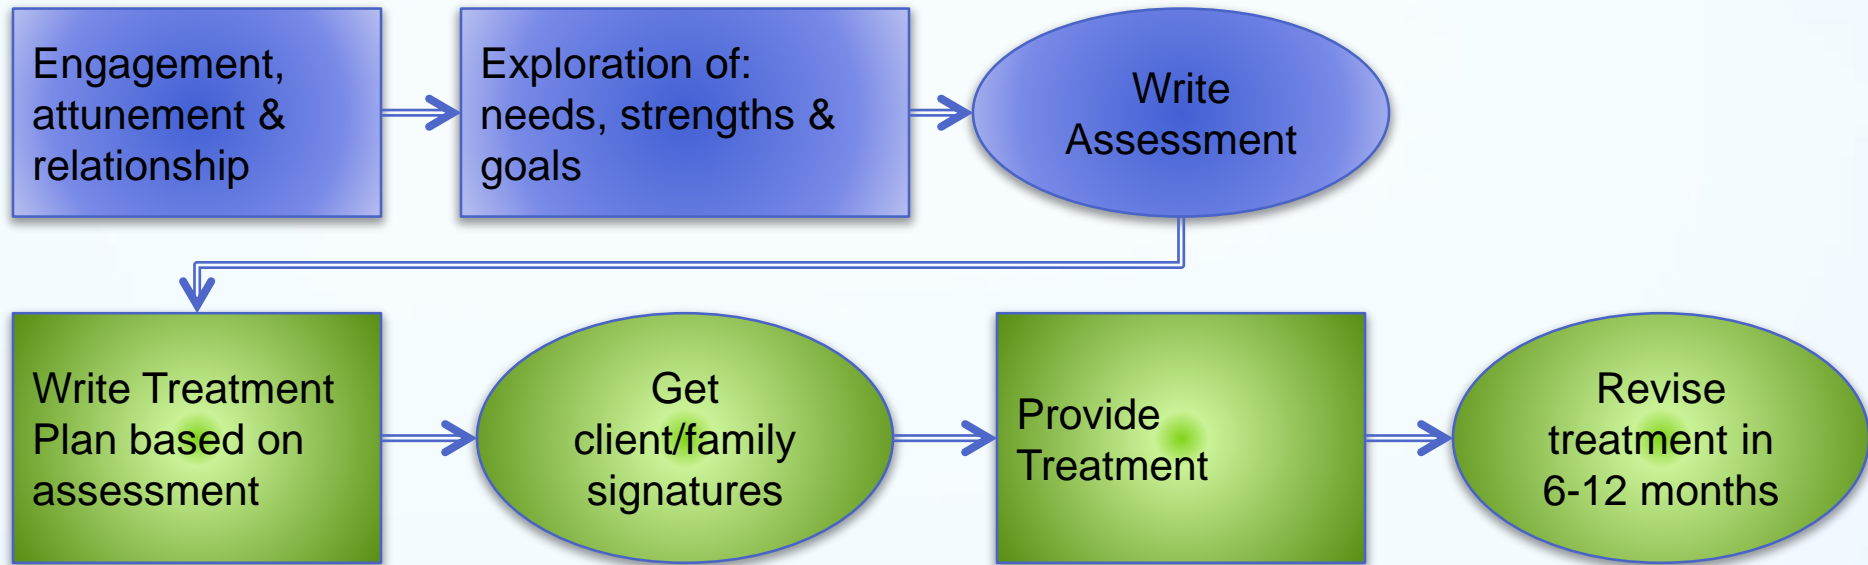 Engagement,
attunement &
relationship
Exploration of:
needs, strengths &
goals
Write
Assessment
Write Treatment
Plan based on
assessment
Get
client/family
signatures
Provide
Treatment
Revise
treatment in
6-12 months